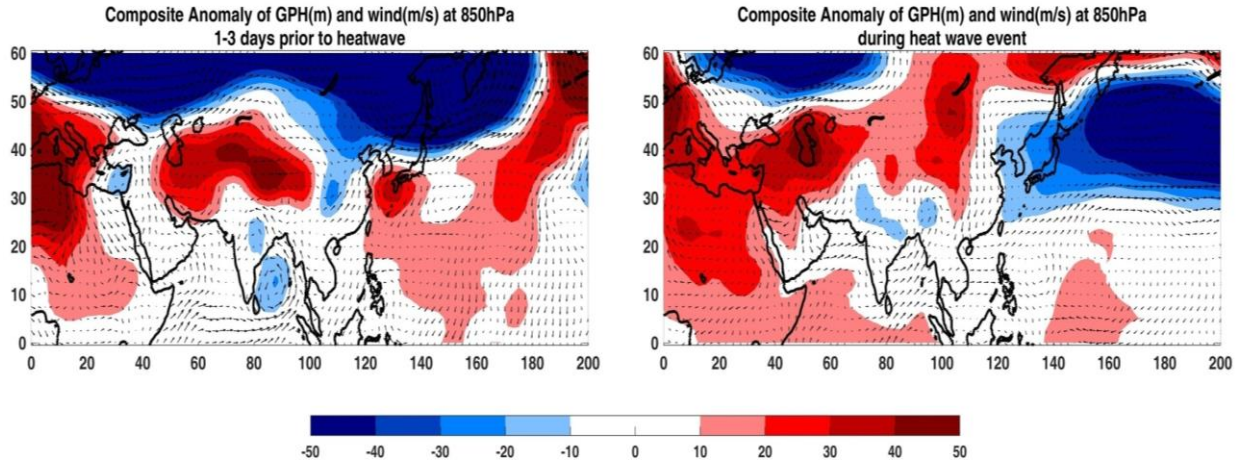 Composite Anomaly of GPH(m) and wind(m/s) at 850hPa
1-3 days prior to heatwave
60
50
40
30
20
10
0
0 20 40 60 80 100 120 140 160 180 200
Composite Anomaly of GPH(m) and wind(m/s) at 850hPa
during heat wave event
60
50
40
30
20
10
0
0 20 40 60 80 100 120 140 160 180 200
-50 -40 -30 -20 -10 0 10 20 30 40 50